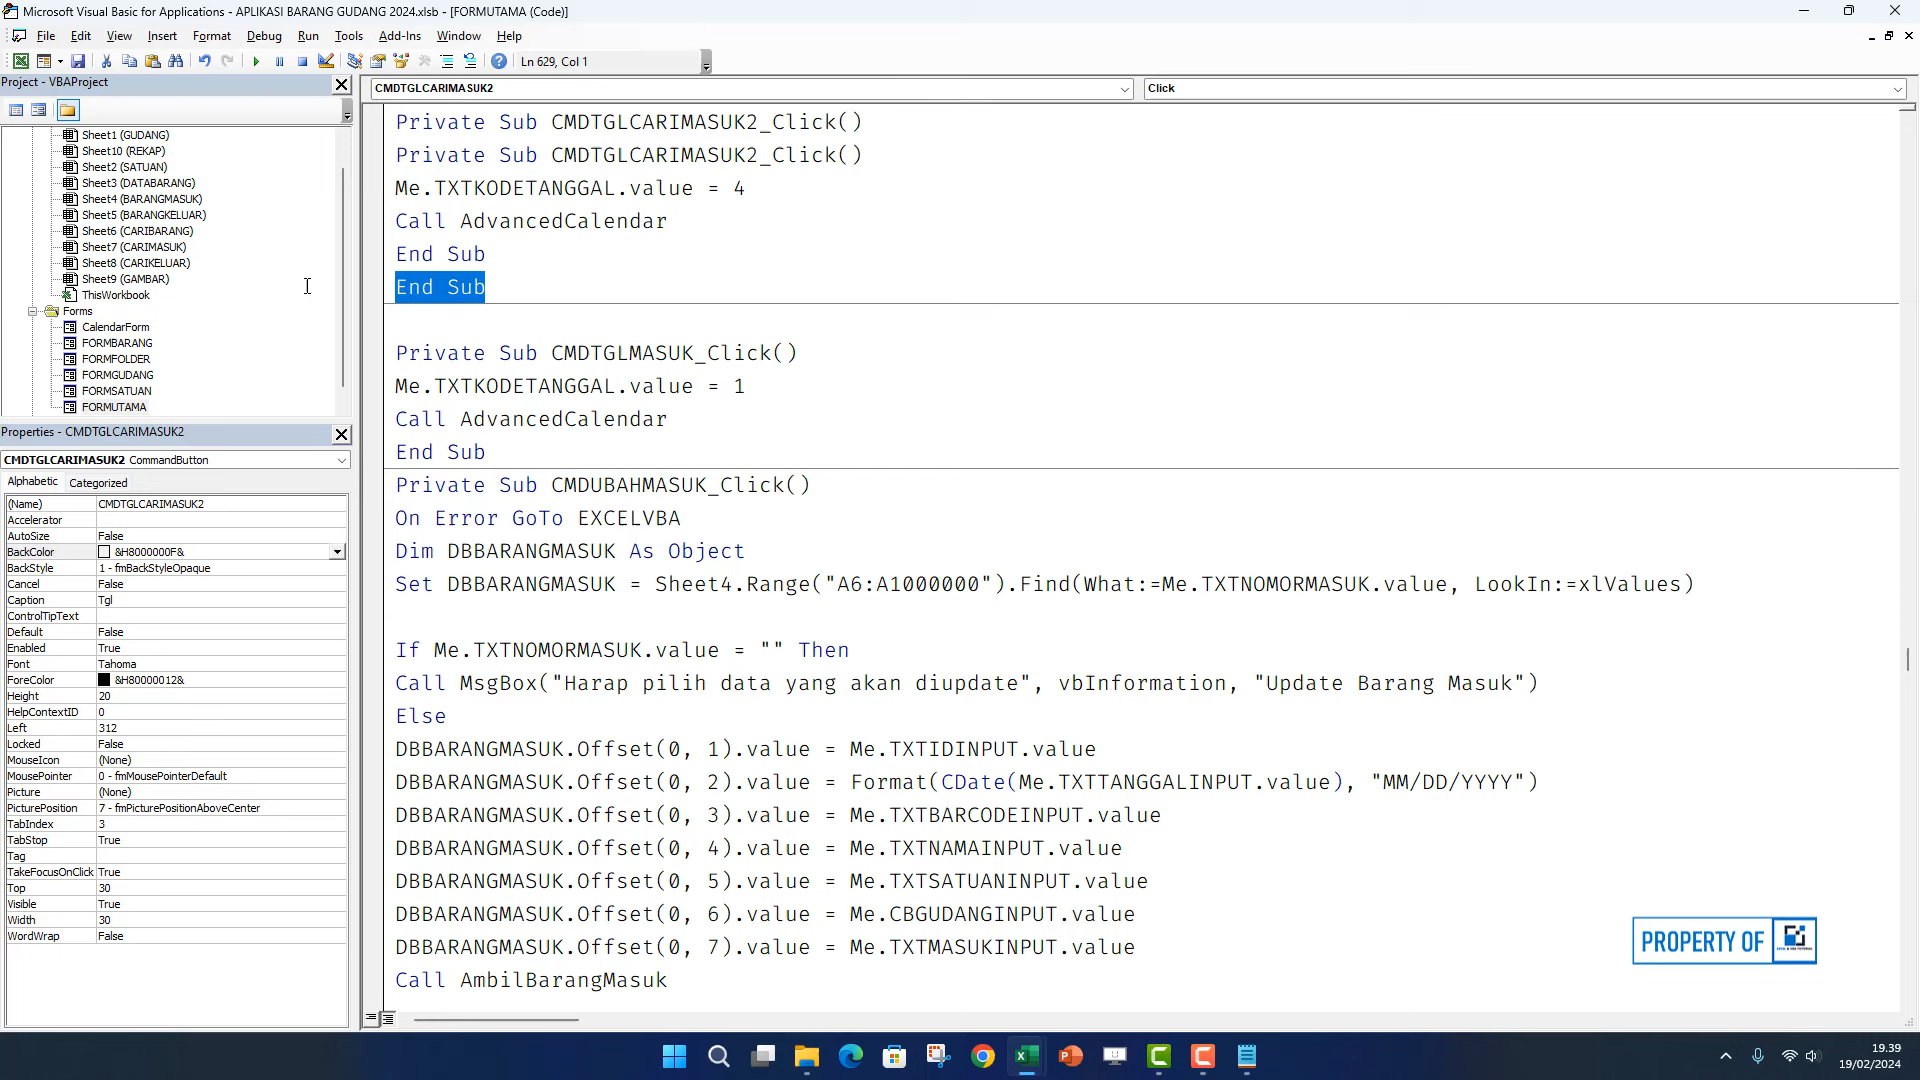 Microsoft Visual Basic for Applications - APLIKASI BARANG GUDANG 2024.xlsb - [FORMUTAMA (Code)]
File Edit View Insert Format Debug Run Tools Add-Ins Window Help
Ln 629, Col 1
Project - VBAProject
Sheet1 (GUDANG)
Sheet10 (REKAP)
Sheet2 (SATUAN)
Sheet3 (DATABARANG)
Sheet4 (BARANGMASUK)
Sheet5 (BARANGKELUAR)
Sheet6 (CARIBARANG)
Sheet7 (CARIMASUK)
Sheet8 (CARIKELUAR)
Sheet9 (GAMBAR)
ThisWorkbook
Forms
CalendarForm
FORMBARANG
FORMFOLDER
FORMGUDANG
FORMSATUAN
FORMUTAMA
Properties - CMDTGLCARIMASUK2
CMDTGLCARIMASUK2 CommandButton
Alphabetic Categorized
(Name) CMDTGLCARIMASUK2
Accelerator
AutoSize False
BackColor &H8000000F&
BackStyle 1 - fmBackStyleOpaque
Cancel False
Caption Tgl
ControlTipText
Default False
Enabled True
Font Tahoma
ForeColor &H80000012&
Height 20
HelpContextID 0
Left 312
Locked False
MouseIcon (None)
MousePointer 0 - fmMousePointerDefault
Picture (None)
PicturePosition 7 - fmPicturePositionAboveCenter
TabIndex 3
TabStop True
Tag
TakeFocusOnClick True
Top 30
Visible True
Width 30
WordWrap False
CMDTGLCARIMASUK2 Click
Private Sub CMDTGLCARIMASUK2_Click()
Private Sub CMDTGLCARIMASUK2_Click()
Me.TXTKODETANGGAL.value = 4
Call AdvancedCalendar
End Sub
End Sub
Private Sub CMDTGLMASUK_Click()
Me.TXTKODETANGGAL.value = 1
Call AdvancedCalendar
End Sub
Private Sub CMDUBAHMASUK_Click()
On Error GoTo EXCELVBA
Dim DBBARANGMASUK As Object
Set DBBARANGMASUK = Sheet4.Range("A6:A1000000").Find(What:=Me.TXTNOMORMASUK.value, LookIn:=xlValues)
If Me.TXTNOMORMASUK.value = "" Then
Call MsgBox("Harap pilih data yang akan diupdate", vbInformation, "Update Barang Masuk")
Else
DBBARANGMASUK.Offset(0, 1).value = Me.TXTIDINPUT.value
DBBARANGMASUK.Offset(0, 2).value = Format(CDate(Me.TXTTANGGALINPUT.value), "MM/DD/YYYY")
DBBARANGMASUK.Offset(0, 3).value = Me.TXTBARCODEINPUT.value
DBBARANGMASUK.Offset(0, 4).value = Me.TXTNAMAINPUT.value
DBBARANGMASUK.Offset(0, 5).value = Me.TXTSATUANINPUT.value
DBBARANGMASUK.Offset(0, 6).value = Me.CBGUDANGINPUT.value
DBBARANGMASUK.Offset(0, 7).value = Me.TXTMASUKINPUT.value
Call AmbilBarangMasuk
PROPERTY OF
19.39
19/02/2024